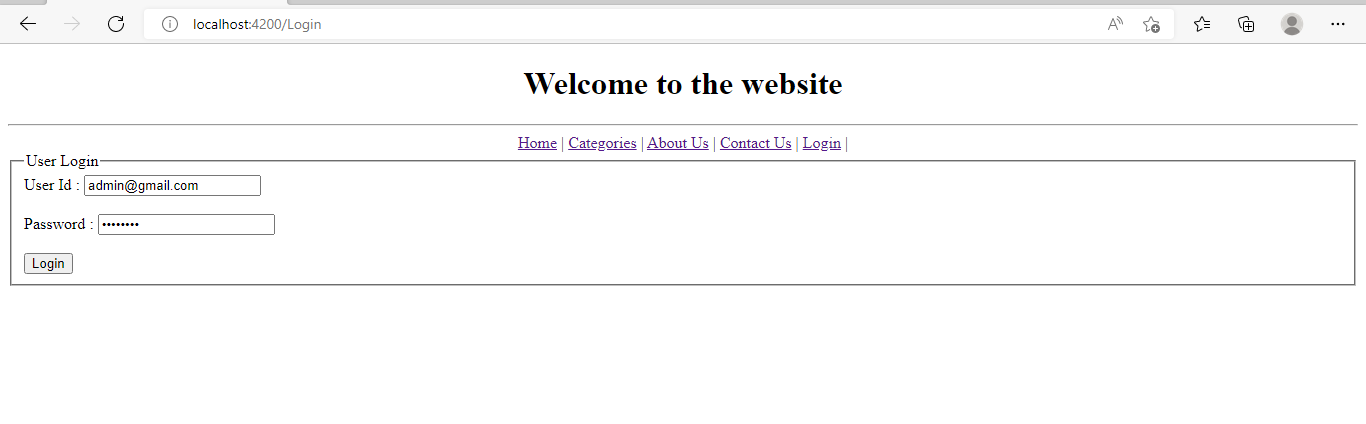 localhost:4200/Login
Welcome to the website
Home | Categories | About Us | Contact Us | Login |
User Login
User Id : admin@gmail.com
Password : ••••••••
Login